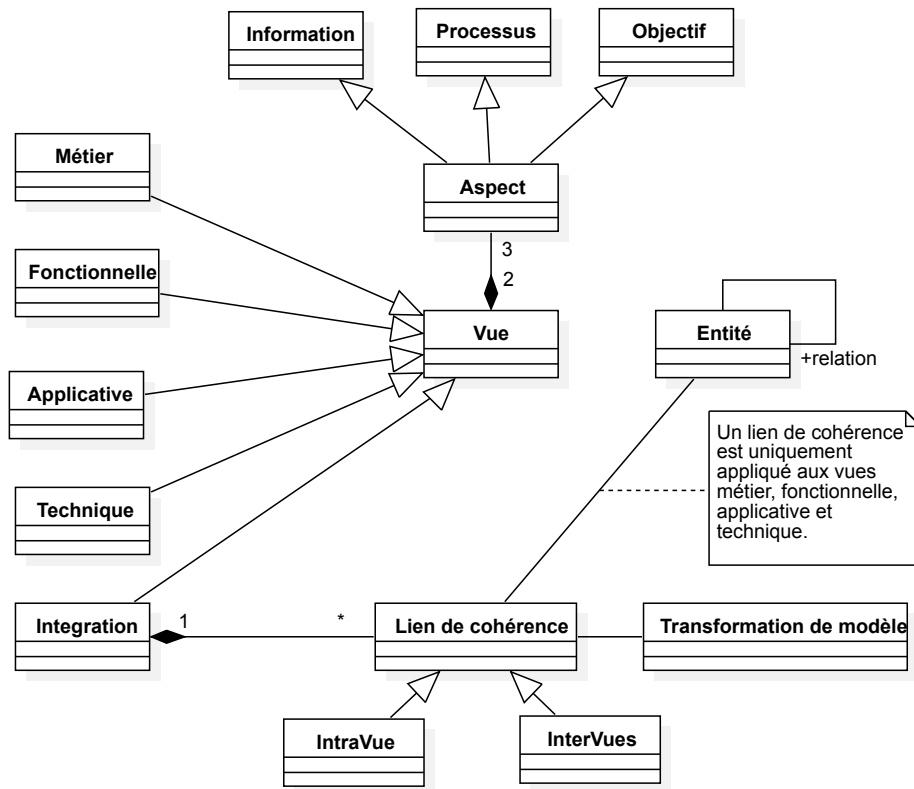 Information
Processus
Objectif
Métier
Aspect
Fonctionnelle
3
2
Vue
Entité
+relation
Applicative
Un lien de cohérence
est uniquement
appliqué aux vues
métier, fonctionnelle,
applicative et
technique.
Technique
Integration
1
*
Lien de cohérence
Transformation de modèle
IntraVue
InterVues